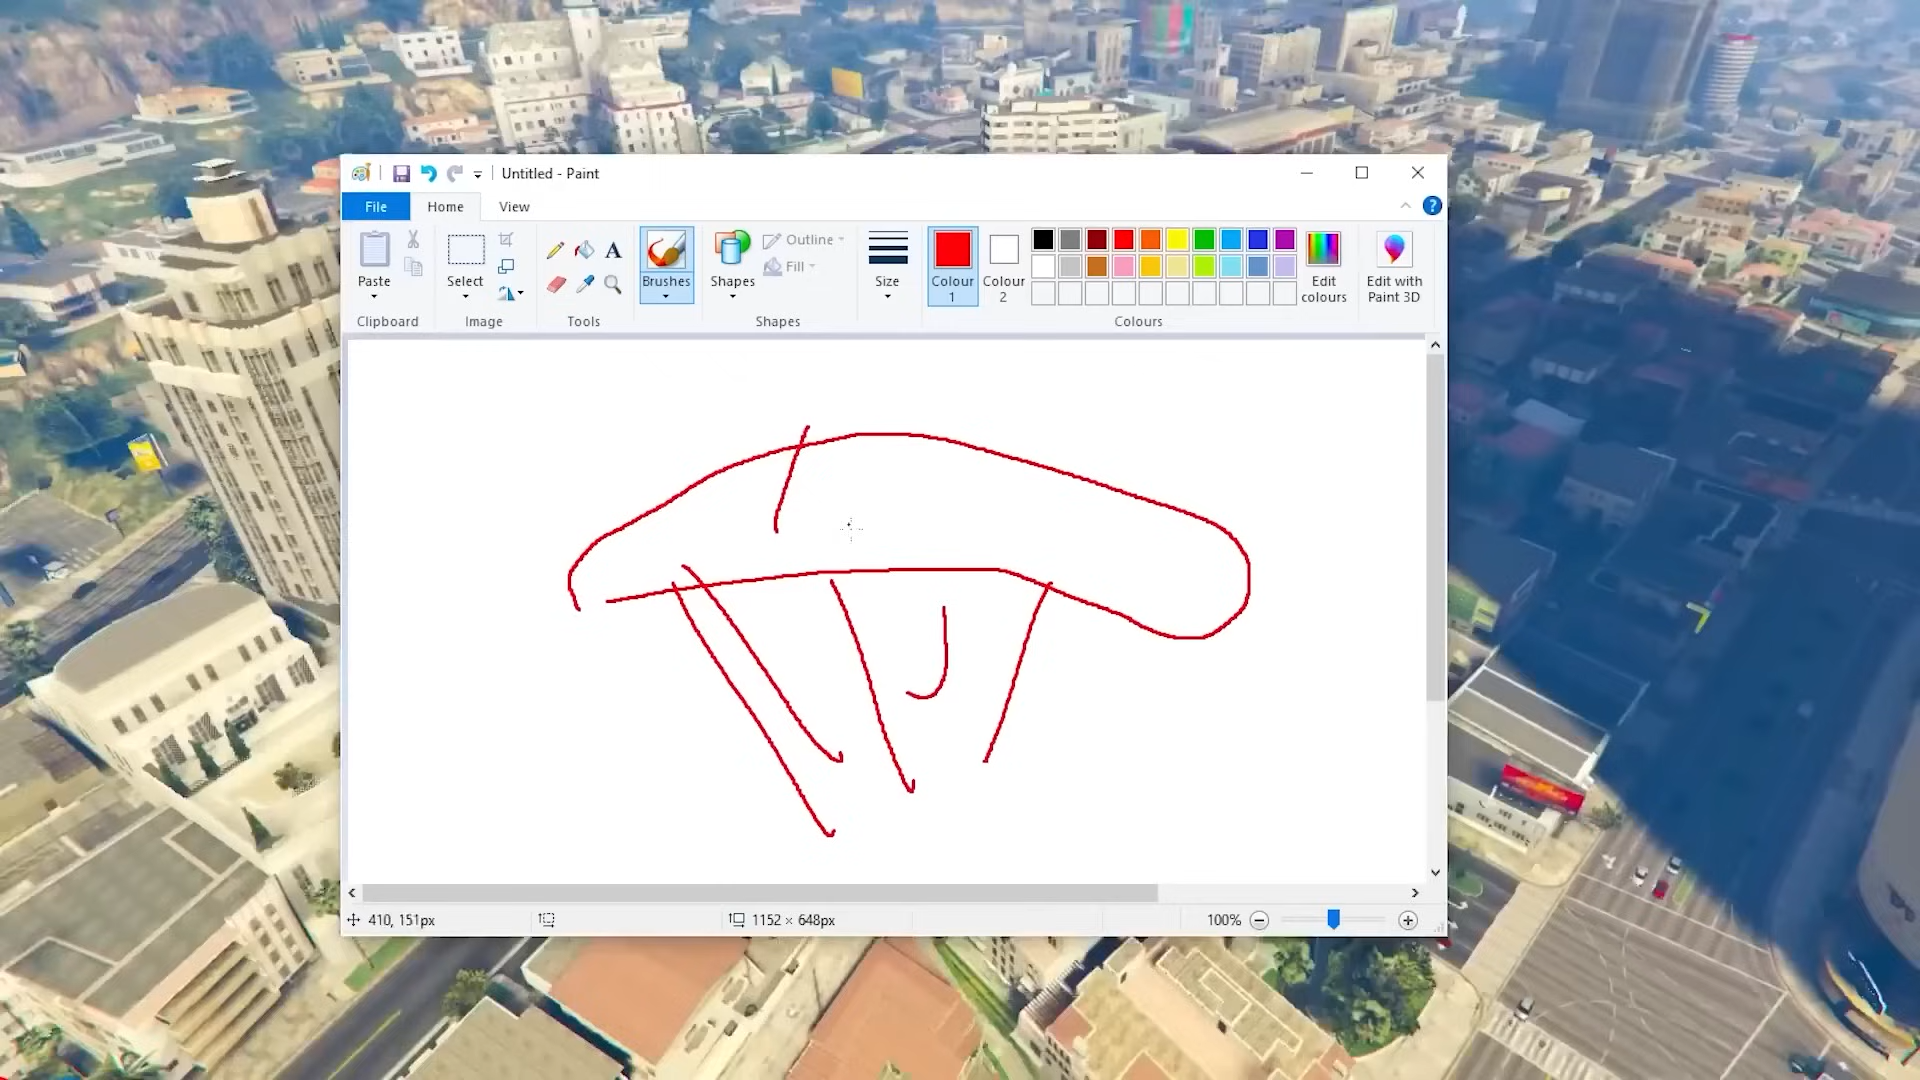 Untitled - Paint
File Home View
Paste
Select
A
Brushes
Shapes
Outline
Fill
Size
Colour 1
Colour 2
Edit colours
Edit with Paint 3D
Clipboard Image Tools Shapes Colours
410, 151px 1152 × 648px 100%